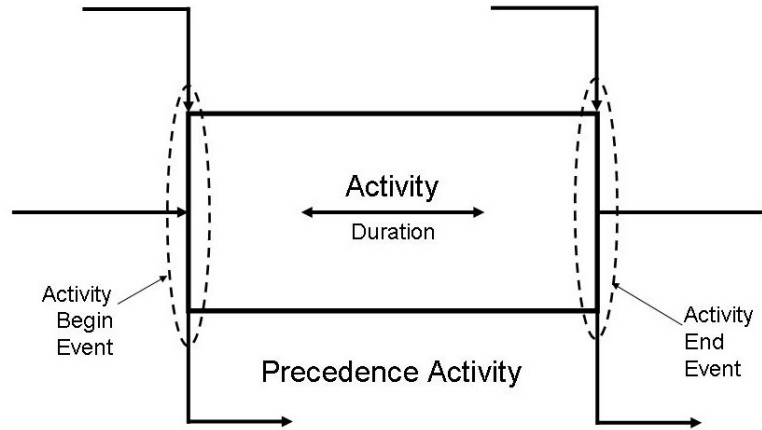 Activity
Duration
Activity
Begin
Event
Activity
End
Event
Precedence Activity